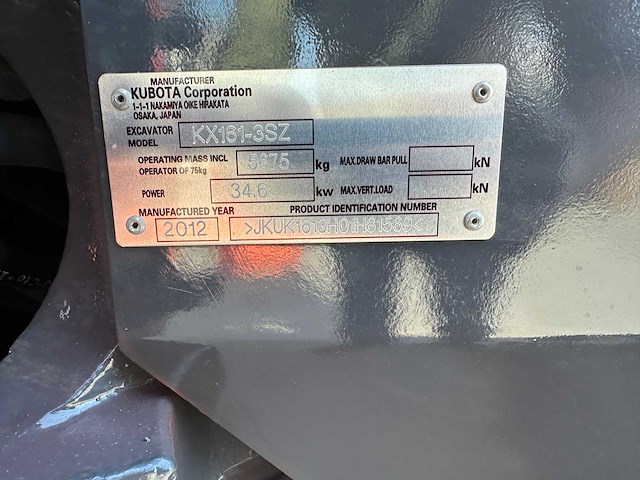 MANUFACTURER
KUBOTA Corporation
1-1-1 NAKAMIYA OIKE HIRAKATA
OSAKA, JAPAN
EXCAVATOR MODEL KX161-3SZ
OPERATING MASS INCL OPERATOR OF 75kg 5675 kg MAX.DRAW BAR PULL kN
POWER 34.6 kw MAX.VERT.LOAD kN
MANUFACTURED YEAR PRODUCT IDENTIFICATION NUMBER
2012